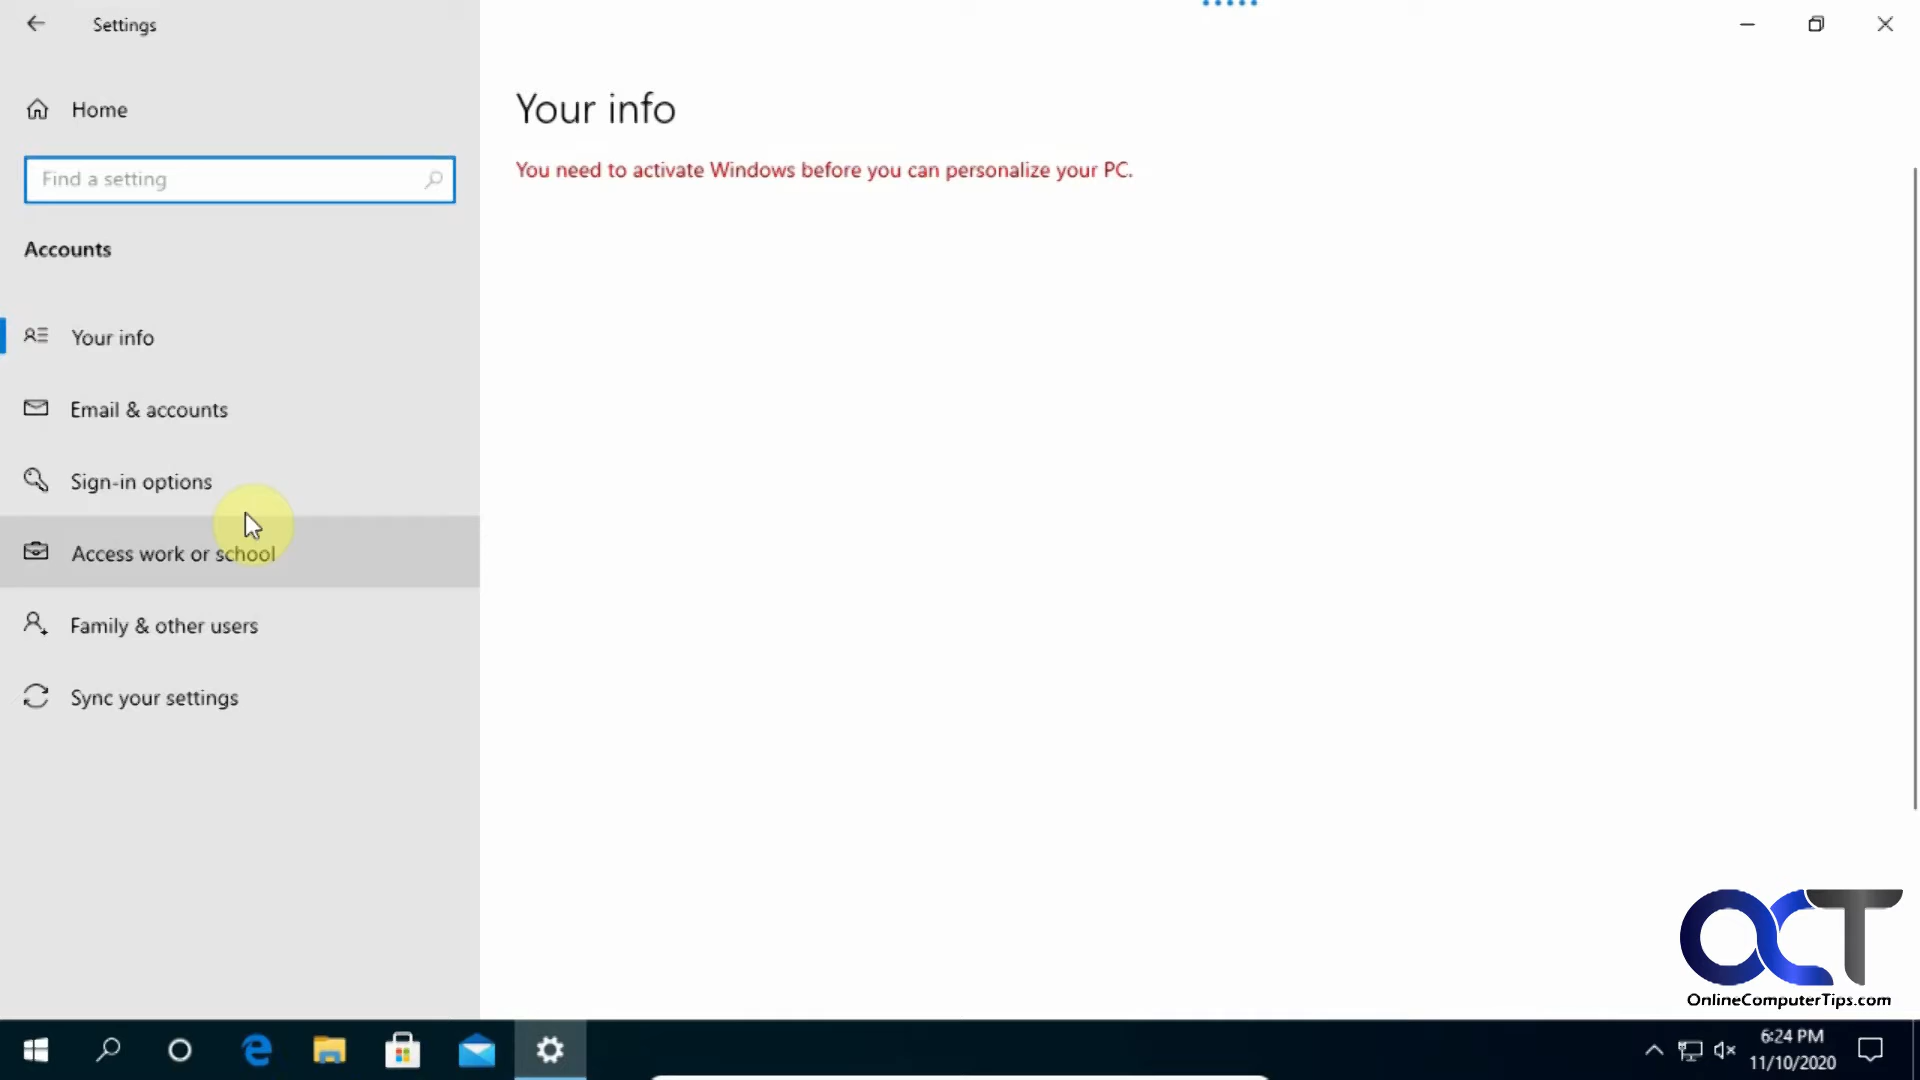 Settings
Home
Find a setting
Accounts
Your info
Email & accounts
Sign-in options
Access work or school
Family & other users
Sync your settings
Your info
You need to activate Windows before you can personalize your PC.
OCT
OnlineComputerTips.com
6:24 PM
11/10/2020